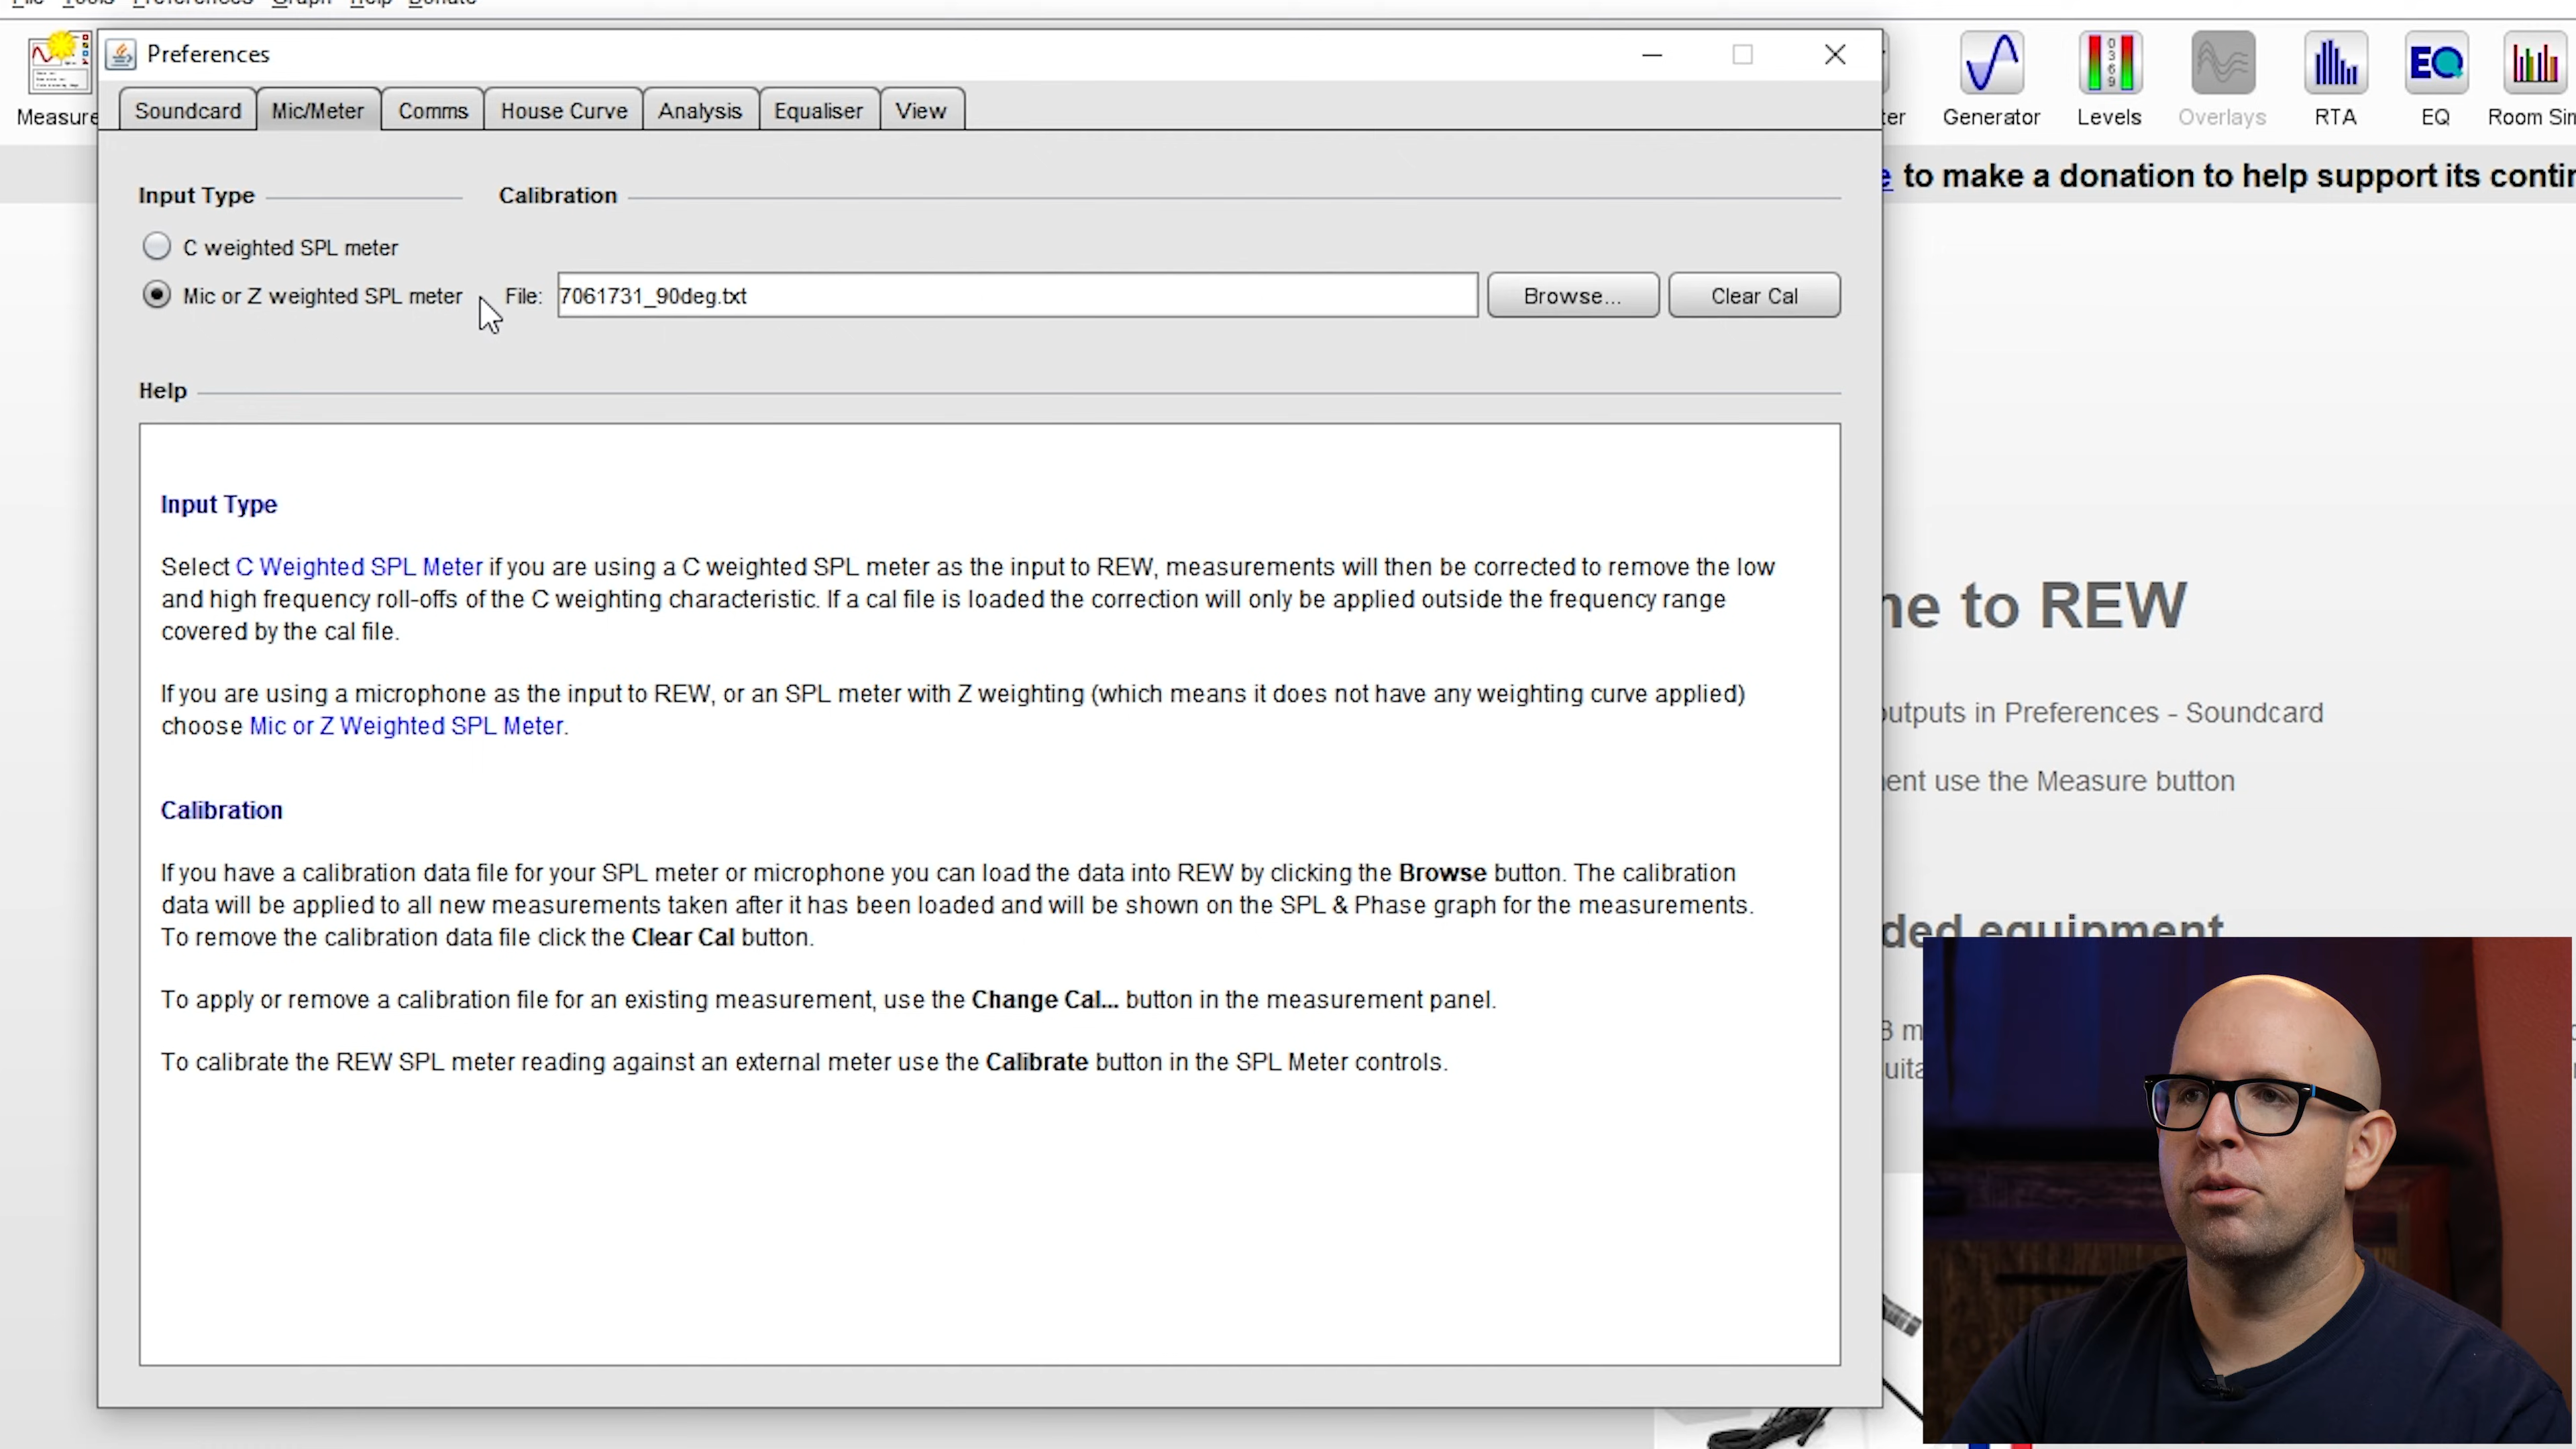 File Tools Preferences Graph Help Donate
Preferences
Measure
Generator
Levels
Overlays
RTA
EQ
EQ
Soundcard
Mic/Meter
Comms
House Curve
Analysis
Equaliser
View
to make a donation to help support its
Input Type
Calibration
C weighted SPL meter
Mic or Z weighted SPL meter
File:
7061731_90deg.txt
Browse...
Clear Cal
Help
Input Type
Select C Weighted SPL Meter if you are using a C weighted SPL meter as the input to REW, measurements will then be corrected to remove the low
and high frequency roll-offs of the C weighting characteristic. If a cal file is loaded the correction will only be applied outside the frequency range
covered by the cal file.
If you are using a microphone as the input to REW, or an SPL meter with Z weighting (which means it does not have any weighting curve applied)
choose Mic or Z Weighted SPL Meter.
Calibration
If you have a calibration data file for your SPL meter or microphone you can load the data into REW by clicking the Browse button. The calibration
data will be applied to all new measurements taken after it has been loaded and will be shown on the SPL & Phase graph for the measurements.
To remove the calibration data file click the Clear Cal button.
To apply or remove a calibration file for an existing measurement, use the Change Cal... button in the measurement panel.
To calibrate the REW SPL meter reading against an external meter use the Calibrate button in the SPL Meter controls.
to REW
in Preferences - Soundcard
use the Measure button
equipment